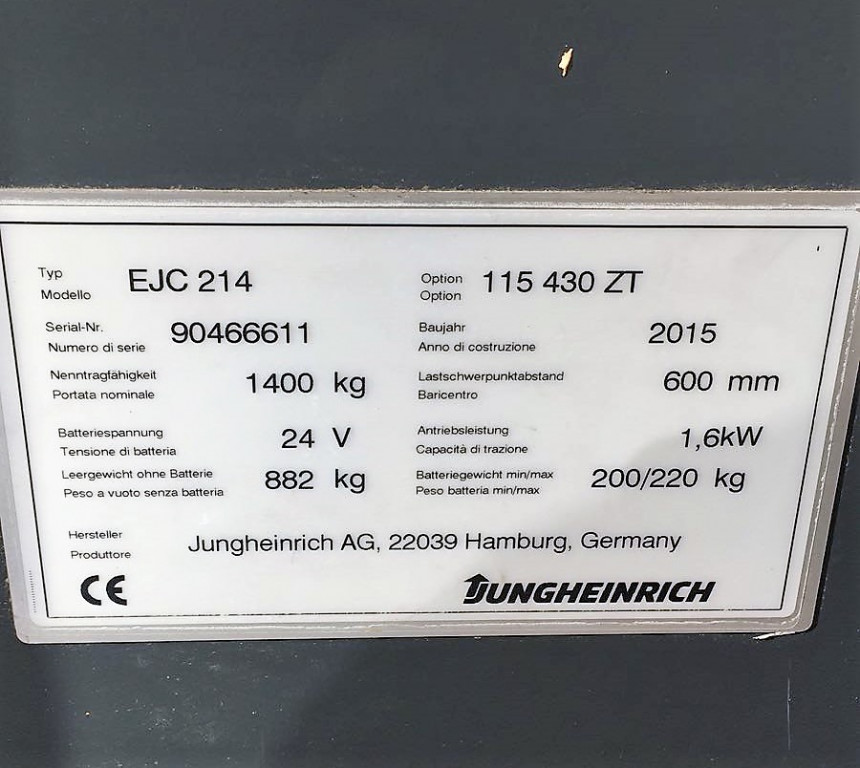 Typ
Modello
EJC 214
Option
Option
115 430 ZT
Serial-Nr.
Numero di serie
90466611
Baujahr
Anno di costruzione
2015
Nenntragfähigkeit
Portata nominale
1400 kg
Lastschwerpunktabstand
Baricentro
600 mm
Batteriespannung
Tensione di batteria
24 V
Antriebsleistung
Capacità di trazione
1,6kW
Leergewicht ohne Batterie
Peso a vuoto senza batteria
882 kg
Batteriegewicht min/max
Peso batteria min/max
200/220 kg
Hersteller
Produttore
Jungheinrich AG, 22039 Hamburg, Germany
CE
JUNGHEINRICH